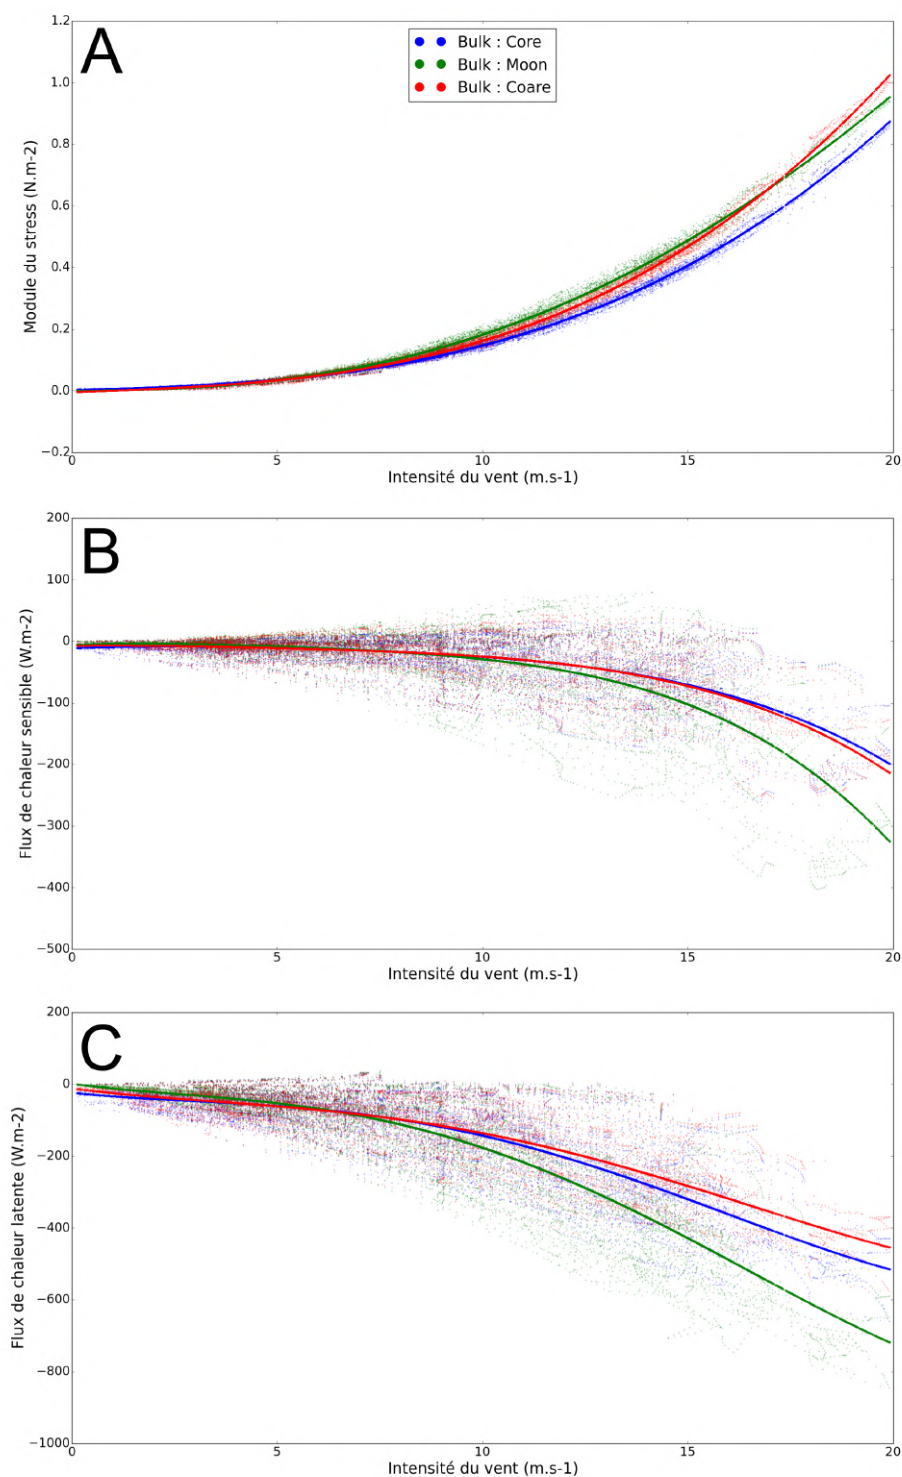 A
1.2
1.0
0.8
0.6
0.4
0.2
0.0
−0.2
Module du stress (N.m-2)
Bulk : Core
Bulk : Moon
Bulk : Coare
0 5 10 15 20
Intensité du vent (m.s-1)
B
200
100
0
−100
−200
−300
−400
−500
Flux de chaleur sensible (W.m-2)
0 5 10 15 20
Intensité du vent (m.s-1)
C
200
0
−200
−400
−600
−800
−1000
Flux de chaleur latente (W.m-2)
0 5 10 15 20
Intensité du vent (m.s-1)